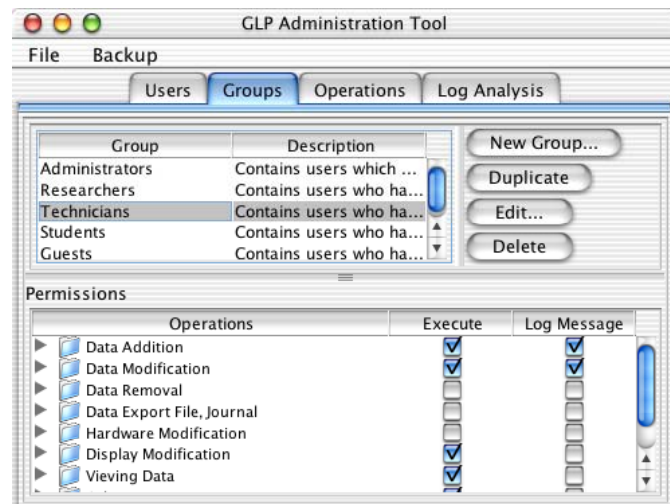 GLP Administration Tool
File Backup
Users Groups Operations Log Analysis
Group Description
Administrators Contains users which ...
Researchers Contains users who ha...
Technicians Contains users who ha...
Students Contains users who ha...
Guests Contains users who ha...
New Group...
Duplicate
Edit...
Delete
Permissions
Operations Execute Log Message
Data Addition
Data Modification
Data Removal
Data Export File, Journal
Hardware Modification
Display Modification
Vieving Data